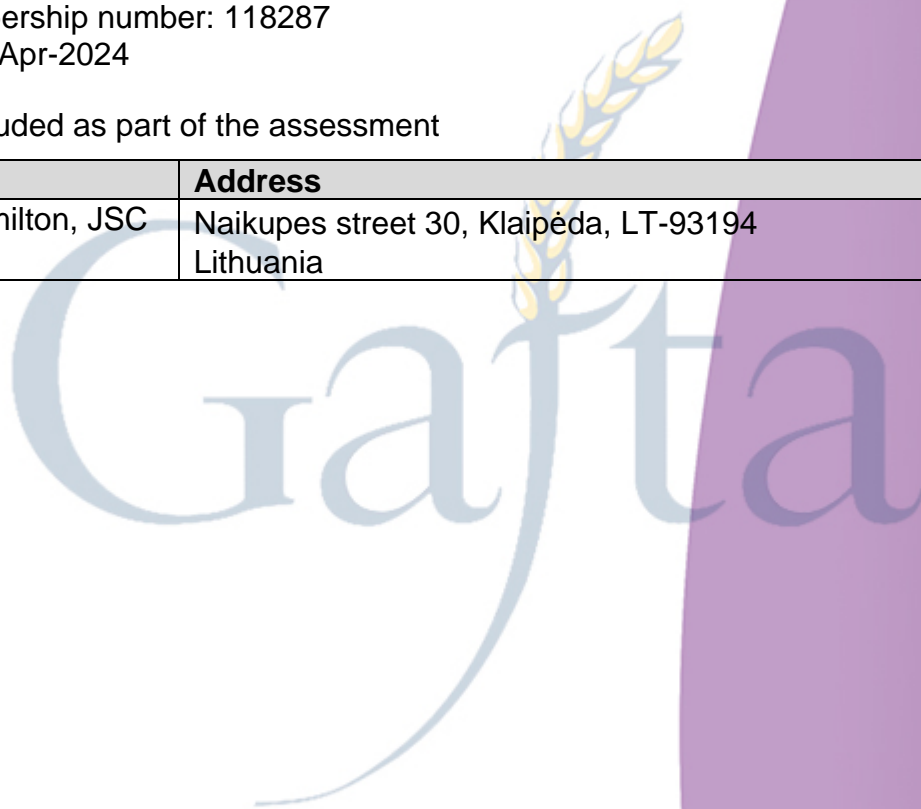 ership number: 118287
Apr-2024
uded as part of the assessment
Address
nilton, JSC
Naikupes street 30, Klaipėda, LT-93194
Lithuania
Gafta